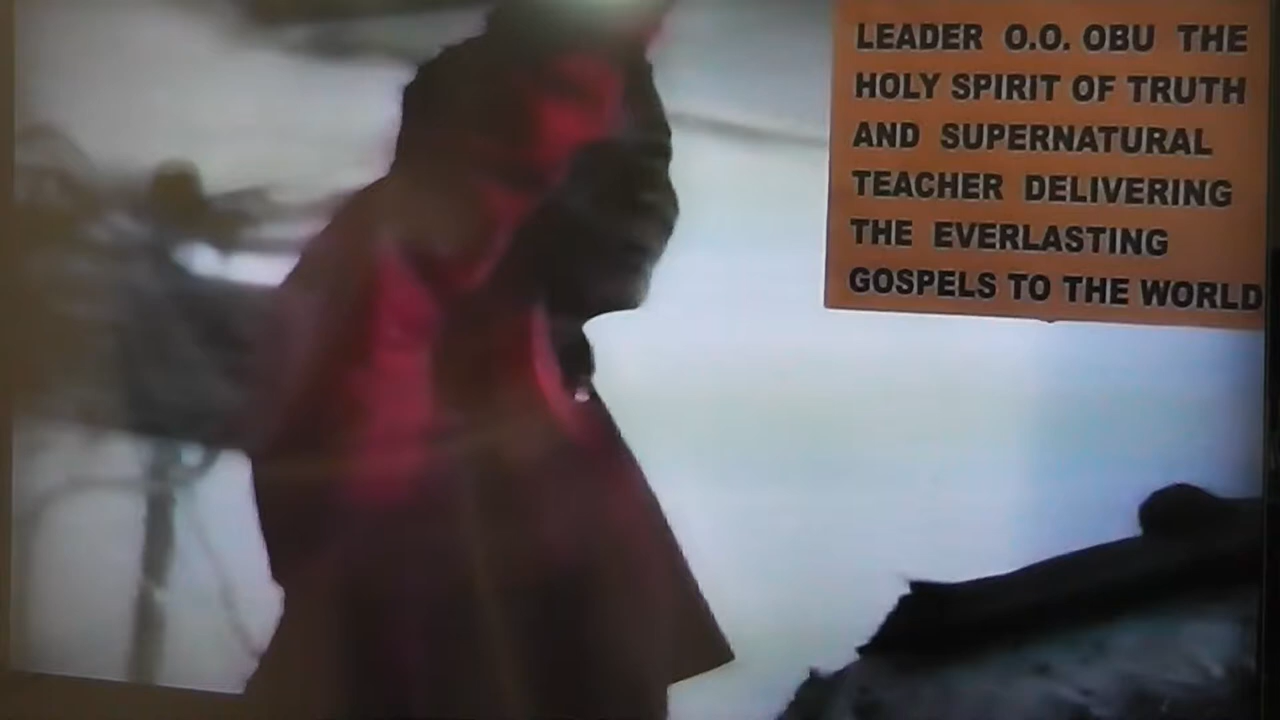 LEADER O.O. OBU THE
HOLY SPIRIT OF TRUTH
AND SUPERNATURAL
TEACHER DELIVERING
THE EVERLASTING
GOSPELS TO THE WORLD